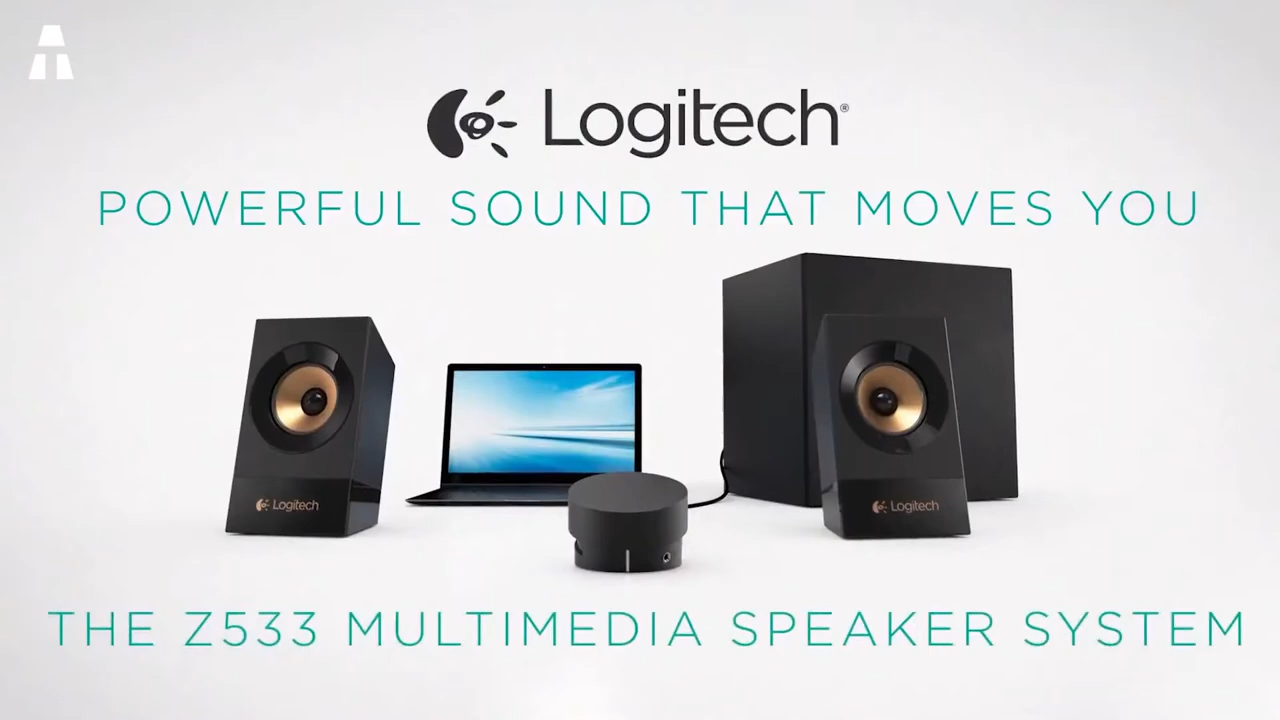 Logitech®
POWERFUL SOUND THAT MOVES YOU
Logitech
Logitech
THE Z533 MULTIMEDIA SPEAKER SYSTEM